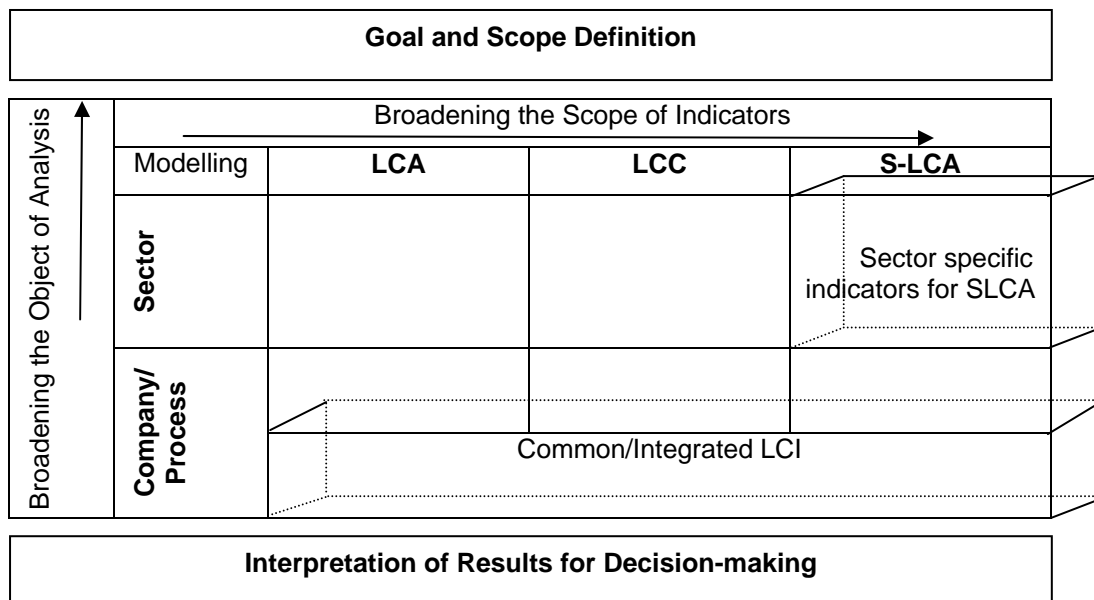 Goal and Scope Definition
Broadening the Object of Analysis
Broadening the Scope of Indicators
Modelling
LCA
LCC
S-LCA
Sector
Sector specific
indicators for SLCA
Company/
Process
Common/Integrated LCI
Interpretation of Results for Decision-making